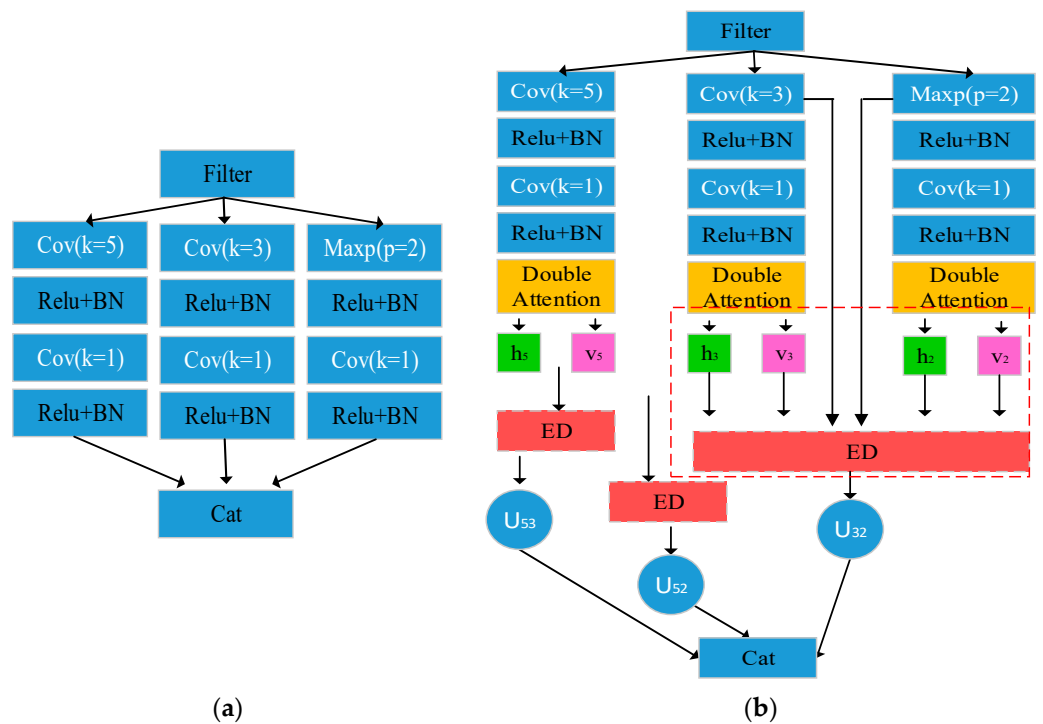 Filter
Cov(k=5) Cov(k=3) Maxp(p=2)
Relu+BN Relu+BN Relu+BN
Cov(k=1) Cov(k=1) Cov(k=1)
Relu+BN Relu+BN Relu+BN
Cat
(a)
Filter
Cov(k=5) Cov(k=3) Maxp(p=2)
Relu+BN Relu+BN Relu+BN
Cov(k=1) Cov(k=1) Cov(k=1)
Relu+BN Relu+BN Relu+BN
Double Attention Double Attention Double Attention
h5 v5 h3 v3 h2 v2
ED
ED
ED
U53 U32
U52
Cat
(b)